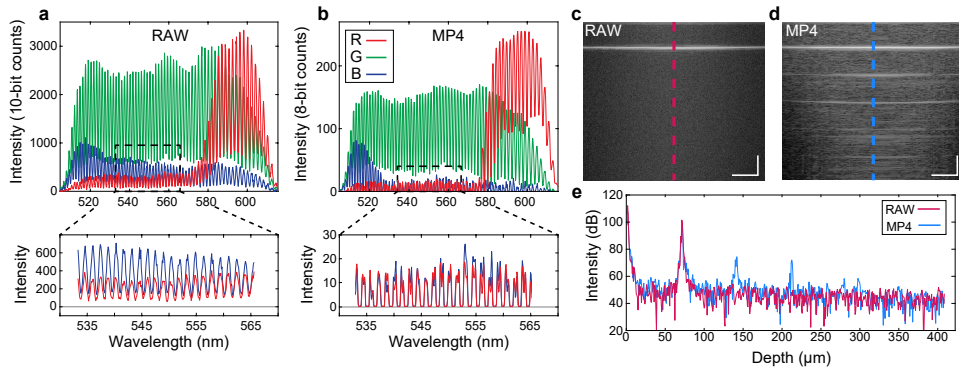 a
RAW
Intensity (10-bit counts)
3000
2000
1000
0
520 540 560 580 600
600
400
200
0
Intensity
535 545 555 565
Wavelength (nm)
b
MP4
Intensity (8-bit counts)
R
G
B
200
100
0
520 540 560 580 600
30
20
10
0
Intensity
535 545 555 565
Wavelength (nm)
c
RAW
d
MP4
e
RAW
MP4
Intensity (dB)
120
100
80
60
40
20
0 50 100 150 200 250 300 350 400
Depth (µm)